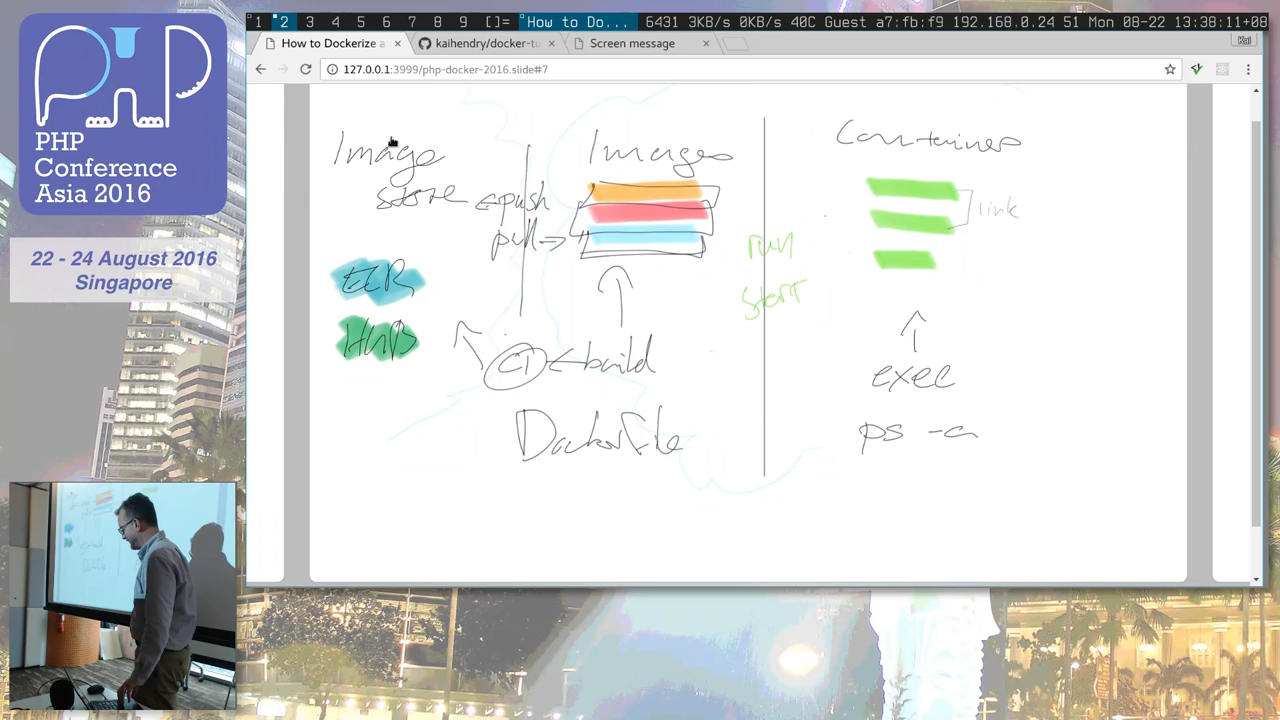 PHP
Conference
Asia 2016
22 - 24 August 2016
Singapore
1 2 3 4 5 6 7 8 9 []= How to Do... 6431 3KB/s 0KB/s 40C Guest a7:fb:f9 192.168.0.24 51 Mon 08-22 13:38:11+08
How to Dockerize a × kaihendry/docker-tu × Screen message × Kai
127.0.0.1:3999/php-docker-2016.slide#7
Image
store
ECR
HUB
push
pull
Images
CI
build
Dockerfile
run
start
Containers
link
exec
ps -a